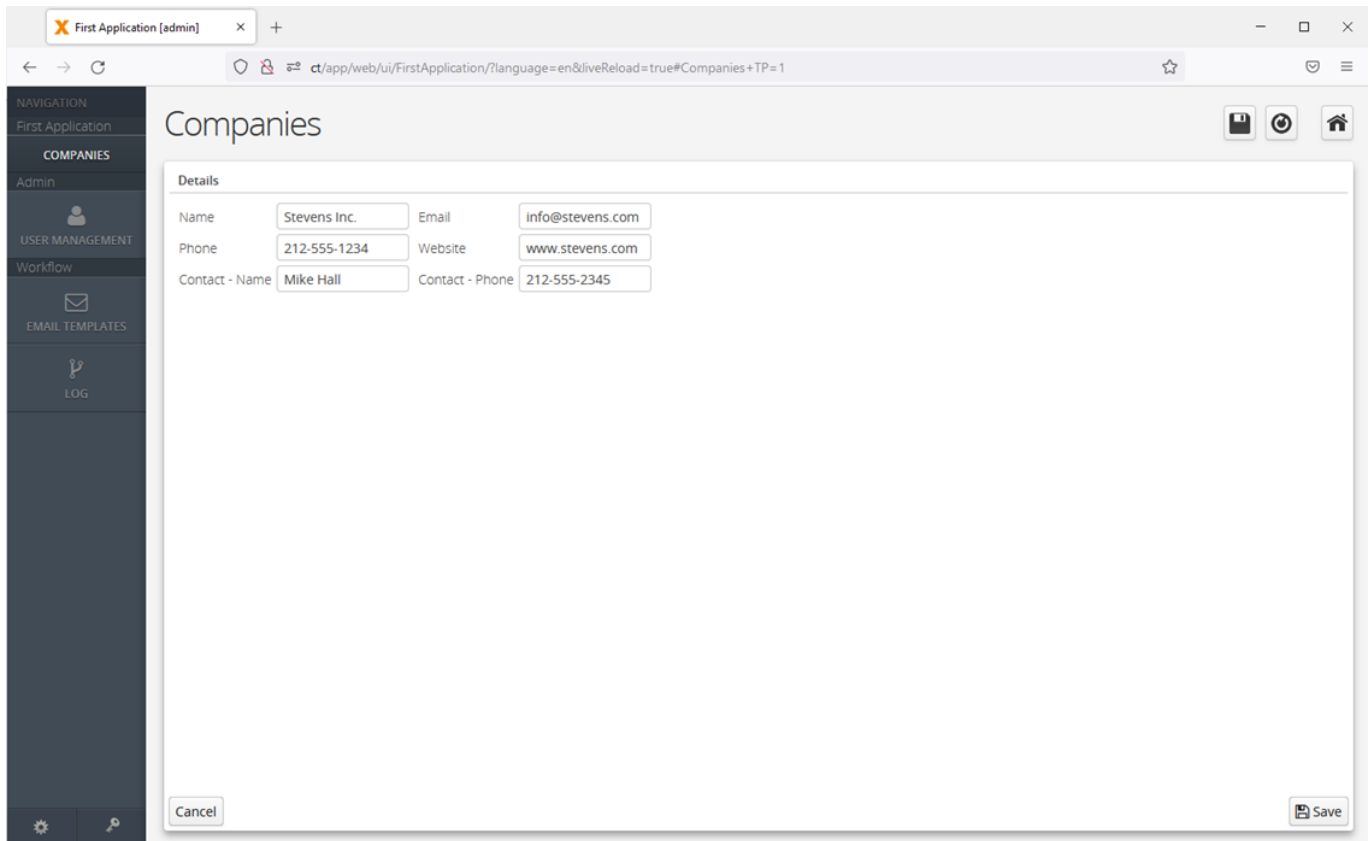 First Application [admin]
ct/app/web/ui/FirstApplication/?language=en&liveReload=true#Companies+TP=1
NAVIGATION
First Application
COMPANIES
Admin
USER MANAGEMENT
Workflow
EMAIL TEMPLATES
LOG
Companies
Details
Name Stevens Inc. Email info@stevens.com
Phone 212-555-1234 Website www.stevens.com
Contact - Name Mike Hall Contact - Phone 212-555-2345
Cancel Save